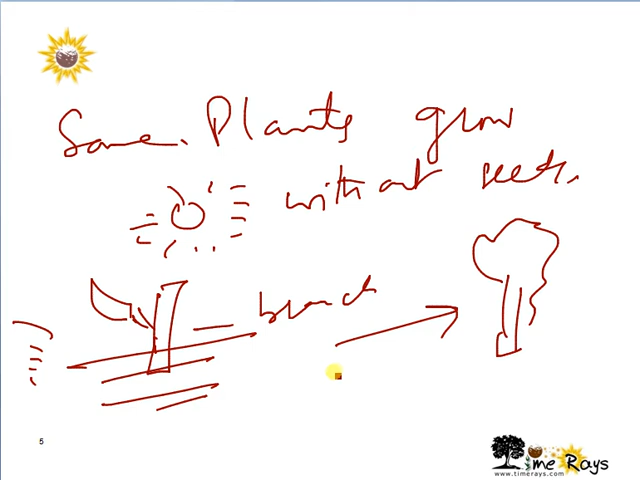 Some. Plants grow
without seeds.
branch
5
Time Rays
www.timerays.com